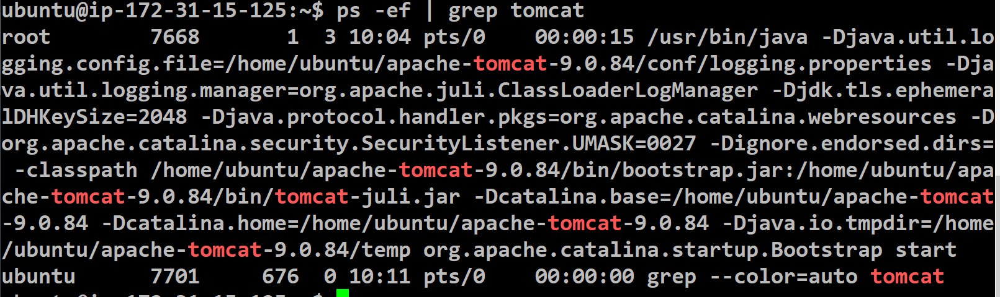 ubuntu@ip-172-31-15-125:~$ ps -ef | grep tomcat
root        7668       1  3 10:04 pts/0    00:00:15 /usr/bin/java -Djava.util.lo
gging.config.file=/home/ubuntu/apache-tomcat-9.0.84/conf/logging.properties -Dja
va.util.logging.manager=org.apache.juli.ClassLoaderLogManager -Djdk.tls.ephemera
lDHKeySize=2048 -Djava.protocol.handler.pkgs=org.apache.catalina.webresources -D
org.apache.catalina.security.SecurityListener.UMASK=0027 -Dignore.endorsed.dirs=
 -classpath /home/ubuntu/apache-tomcat-9.0.84/bin/bootstrap.jar:/home/ubuntu/apa
che-tomcat-9.0.84/bin/tomcat-juli.jar -Dcatalina.base=/home/ubuntu/apache-tomcat
-9.0.84 -Dcatalina.home=/home/ubuntu/apache-tomcat-9.0.84 -Djava.io.tmpdir=/home
/ubuntu/apache-tomcat-9.0.84/temp org.apache.catalina.startup.Bootstrap start
ubuntu      7701     676  0 10:11 pts/0    00:00:00 grep --color=auto tomcat
ubuntu@ip-172-31-15-125:~$